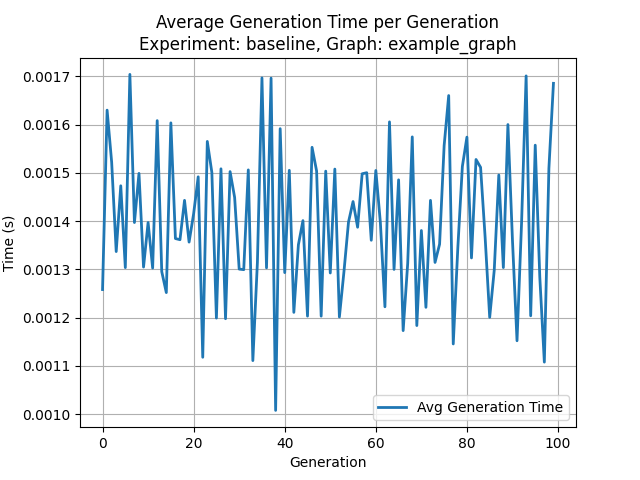 Average Generation Time per Generation
Experiment: baseline, Graph: example_graph
Time (s)
0.0017
0.0016
0.0015
0.0014
0.0013
0.0012
0.0011
0.0010
Avg Generation Time
0 20 40 60 80 100
Generation